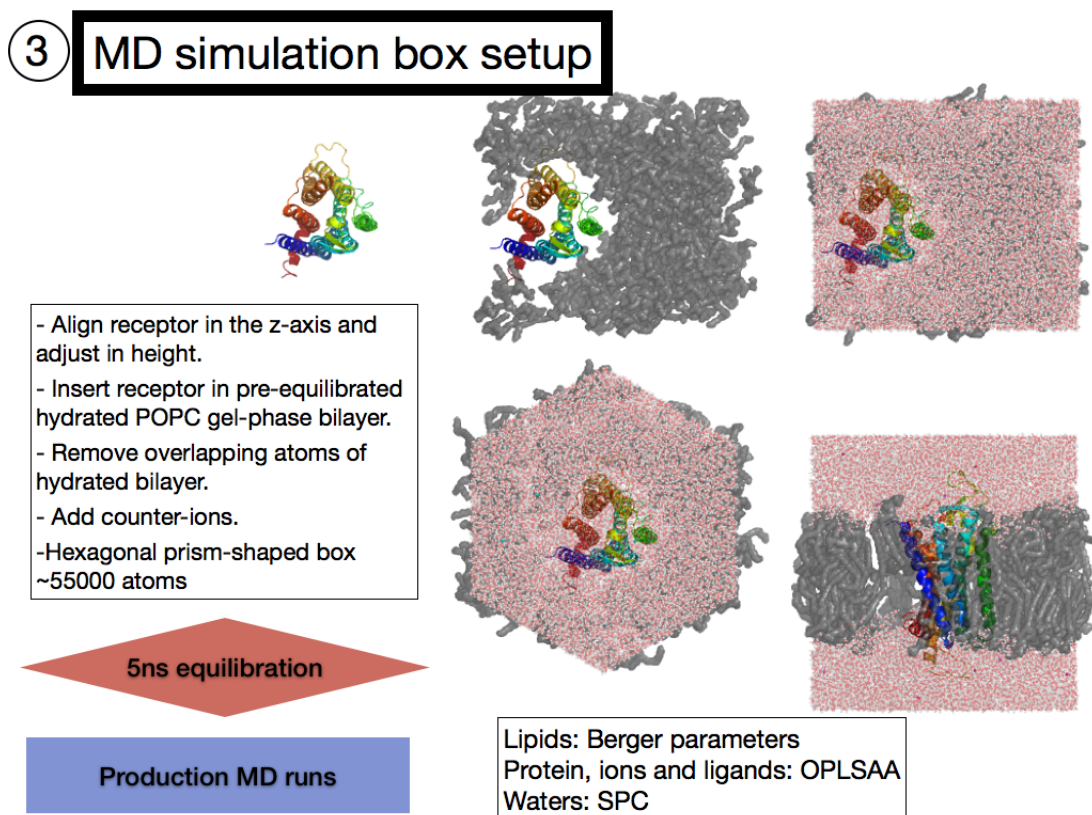 3
MD simulation box setup
- Align receptor in the z-axis and
adjust in height.
- Insert receptor in pre-equilibrated
hydrated POPC gel-phase bilayer.
- Remove overlapping atoms of
hydrated bilayer.
- Add counter-ions.
-Hexagonal prism-shaped box
~55000 atoms
5ns equilibration
Production MD runs
Lipids: Berger parameters
Protein, ions and ligands: OPLSAA
Waters: SPC